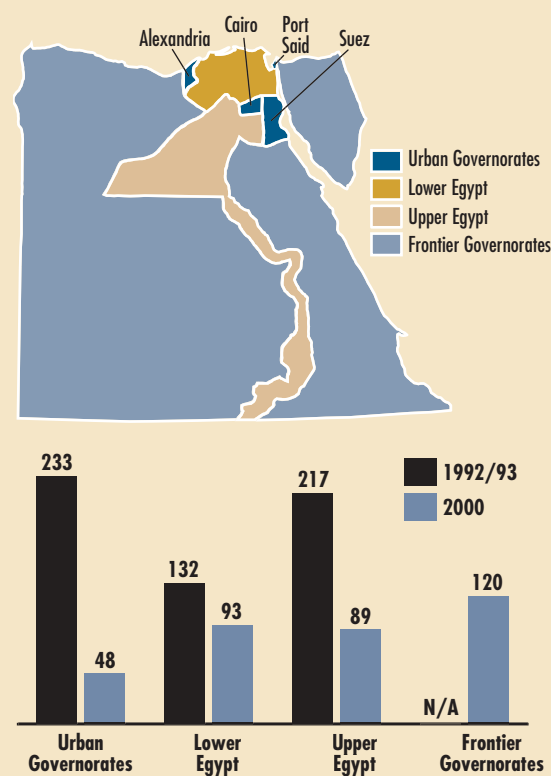 Alexandria
Cairo
Port
Said
Suez
Urban Governorates
Lower Egypt
Upper Egypt
Frontier Governorates
1992/93
2000
233
48
132
93
217
89
N/A
120
Urban
Governorates
Lower
Egypt
Upper
Egypt
Frontier
Governorates